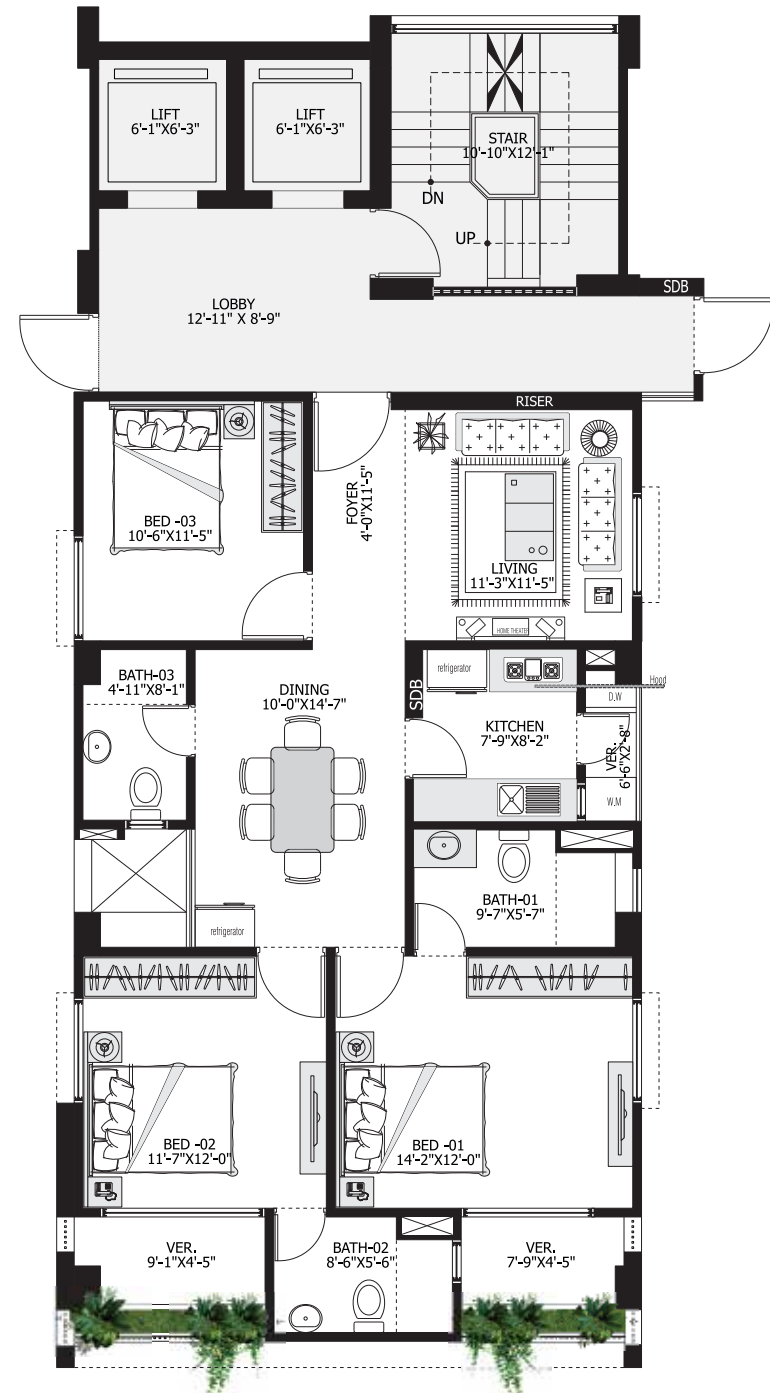 LIFT
6'-1"X6'-3"
LIFT
6'-1"X6'-3"
STAIR
10'-10"X12'-1"
DN
UP
SDB
LOBBY
12'-11" X 8'-9"
RISER
BED -03
10'-6"X11'-5"
FOYER
4'-0"X11'-5"
LIVING
11'-3"X11'-5"
HOME THEATER
BATH-03
4'-11"X8'-1"
DINING
10'-0"X14'-7"
SDB
refrigerator
Hood
D.W
KITCHEN
7'-9"X8'-2"
VER.
6'-6"X2'-8"
W.M
BATH-01
9'-7"X5'-7"
refrigerator
BED -02
11'-7"X12'-0"
BED -01
14'-2"X12'-0"
VER.
9'-1"X4'-5"
BATH-02
8'-6"X5'-6"
VER.
7'-9"X4'-5"